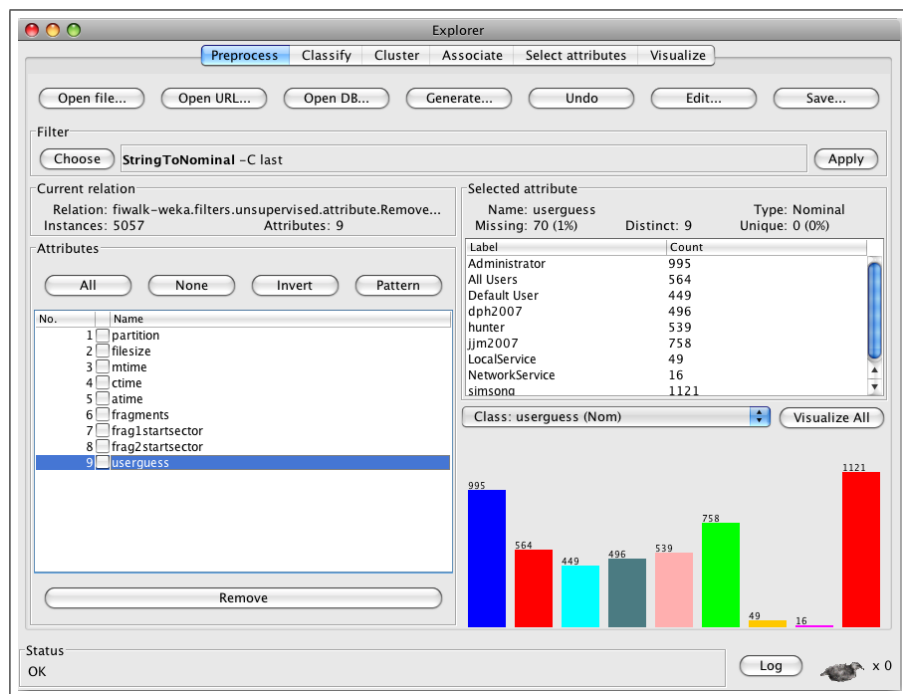 Explorer
Preprocess Classify Cluster Associate Select attributes Visualize
Open file... Open URL... Open DB... Generate... Undo Edit... Save...
Filter
Choose StringToNominal -C last Apply
Current relation
Relation: fiwalk-weka.filters.unsupervised.attribute.Remove...
Instances: 5057 Attributes: 9
Attributes
All None Invert Pattern
No. Name
1 partition
2 filesize
3 mtime
4 ctime
5 atime
6 fragments
7 frag1startsector
8 frag2startsector
9 userguess
Remove
Selected attribute
Name: userguess Type: Nominal
Missing: 70 (1%) Distinct: 9 Unique: 0 (0%)
Label Count
Administrator 995
All Users 564
Default User 449
dph2007 496
hunter 539
jjm2007 758
LocalService 49
NetworkService 16
simsong 1121
Class: userguess (Nom) Visualize All
995 564 449 496 539 758 49 16 1121
Status
OK
Log x 0